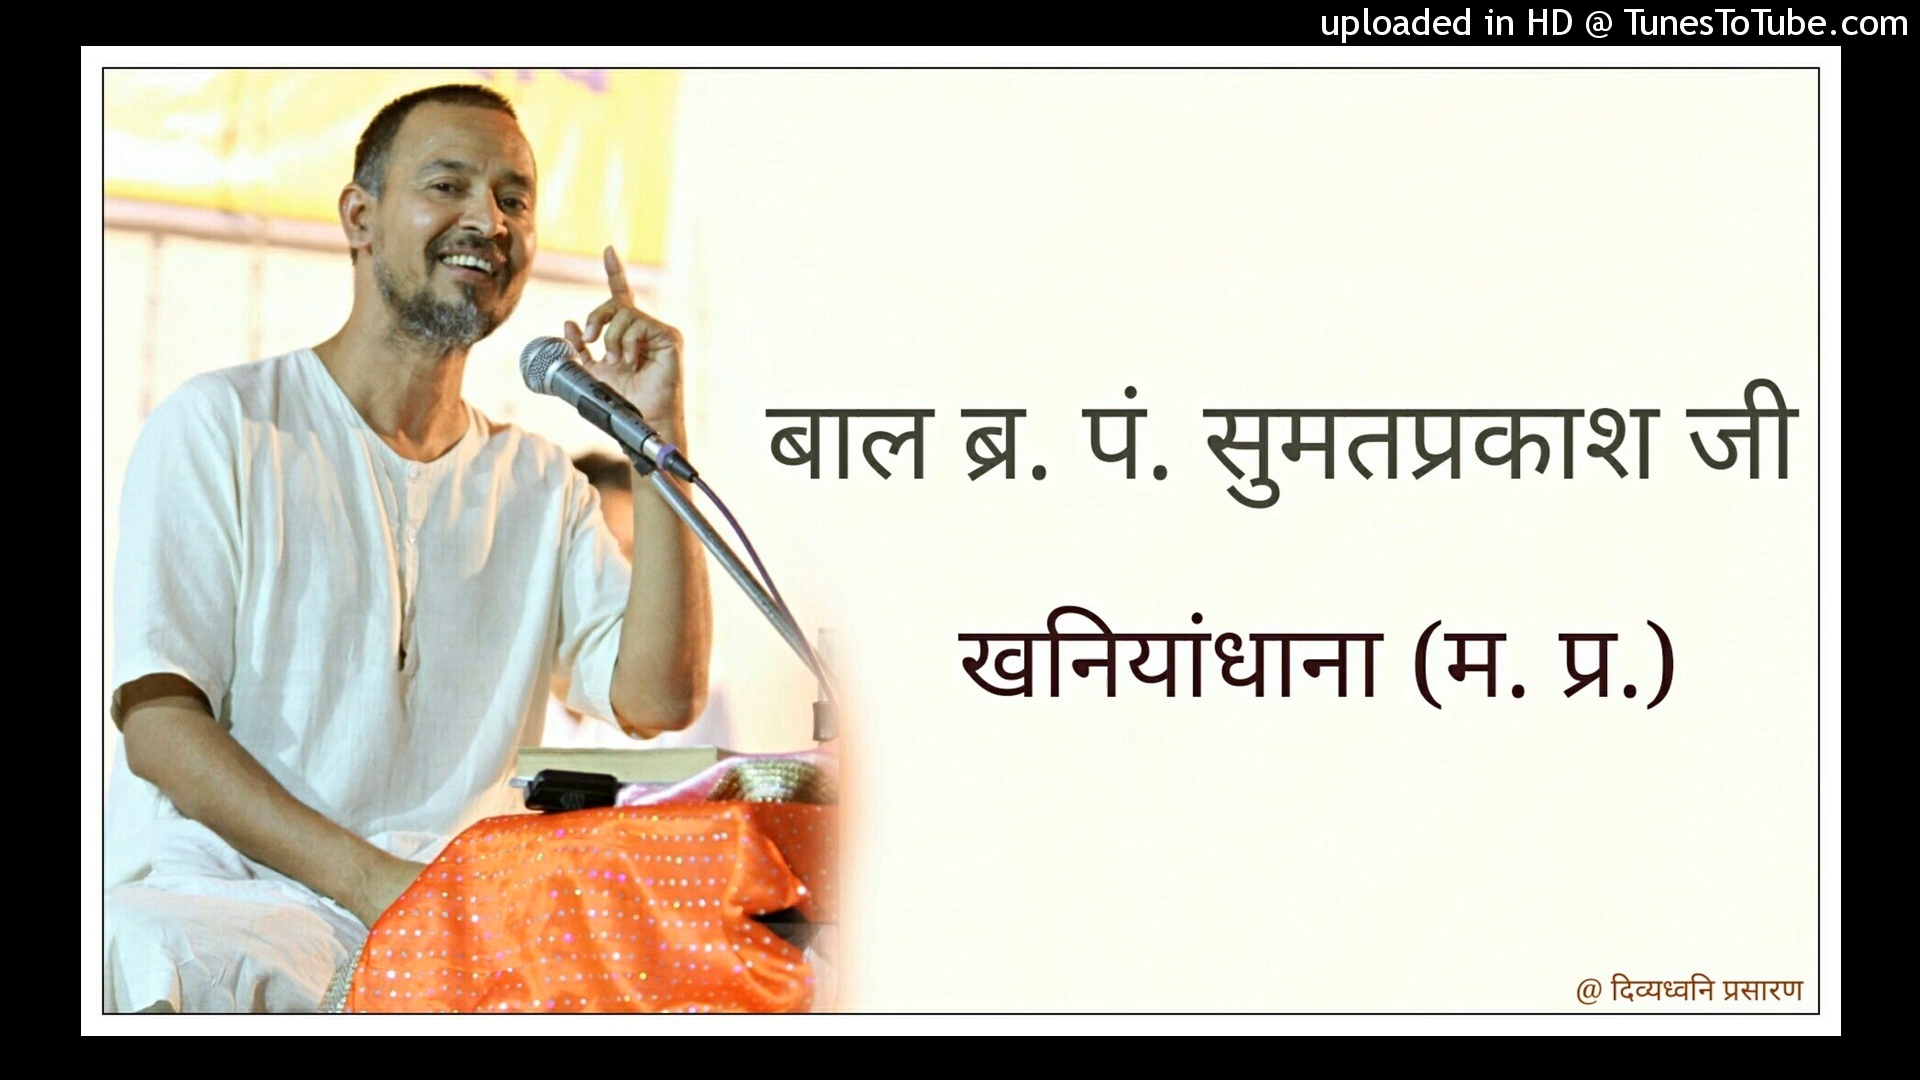 uploaded in HD @ TunesToTube.com
बाल ब्र. पं. सुमतप्रकाश जी
खनियांधाना (म. प्र.)
@ दिव्यध्वनि प्रसारण